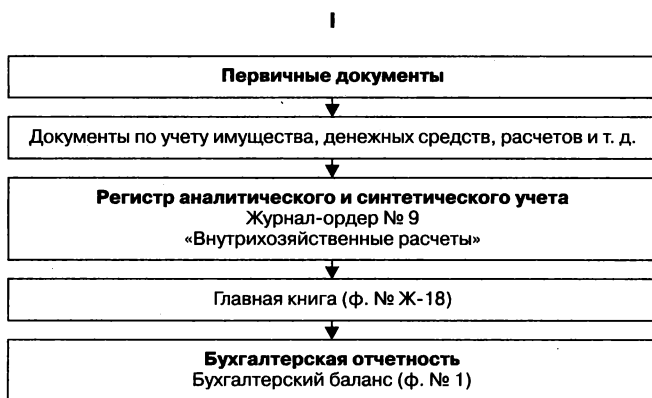 Первичные документы
Документы по учету имущества, денежных средств, расчетов и т. д.
Регистр аналитического и синтетического учета
Журнал-ордер № 9
«Внутрихозяйственные расчеты»
Главная книга (ф. № Ж-18)
Бухгалтерская отчетность
Бухгалтерский баланс (ф. № 1)